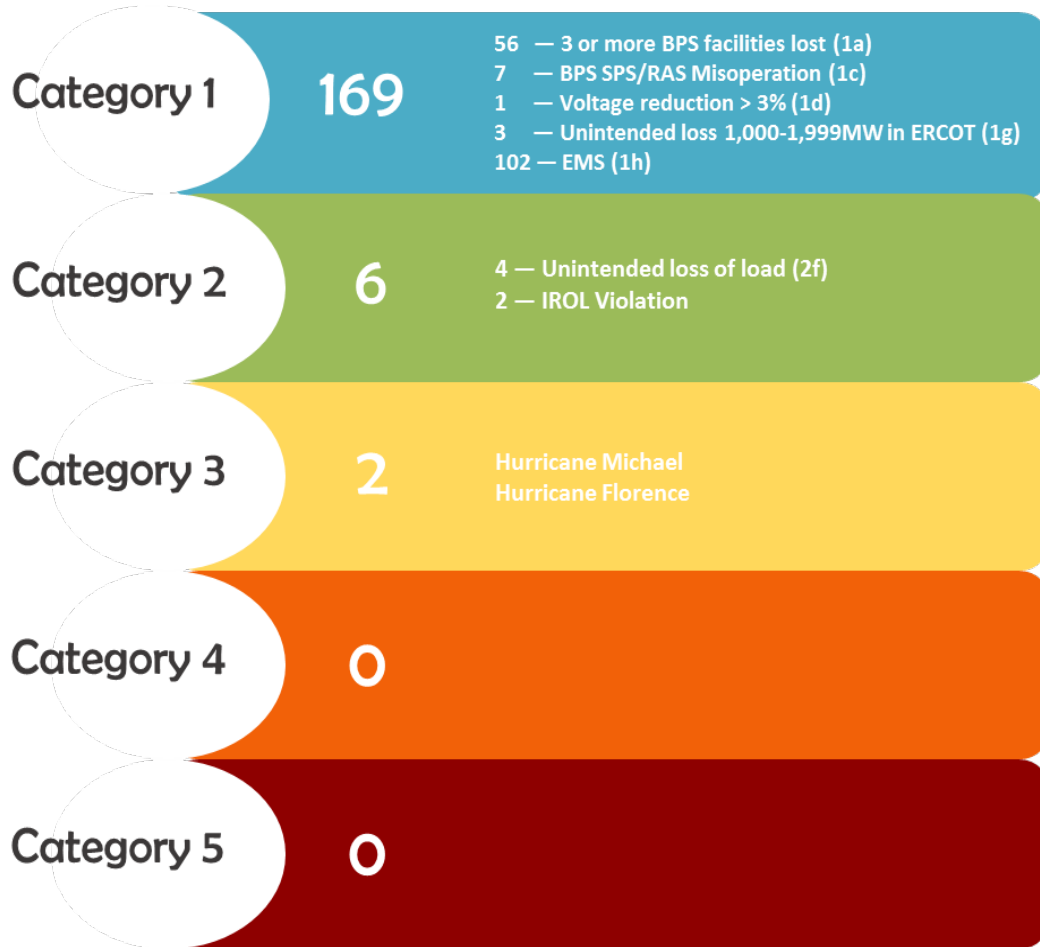 Category 1
169
56 — 3 or more BPS facilities lost (1a)
7 — BPS SPS/RAS Misoperation (1c)
1 — Voltage reduction > 3% (1d)
3 — Unintended loss 1,000-1,999MW in ERCOT (1g)
102 — EMS (1h)
Category 2
6
4 — Unintended loss of load (2f)
2 — IROL Violation
Category 3
2
Hurricane Michael
Hurricane Florence
Category 4
0
Category 5
0